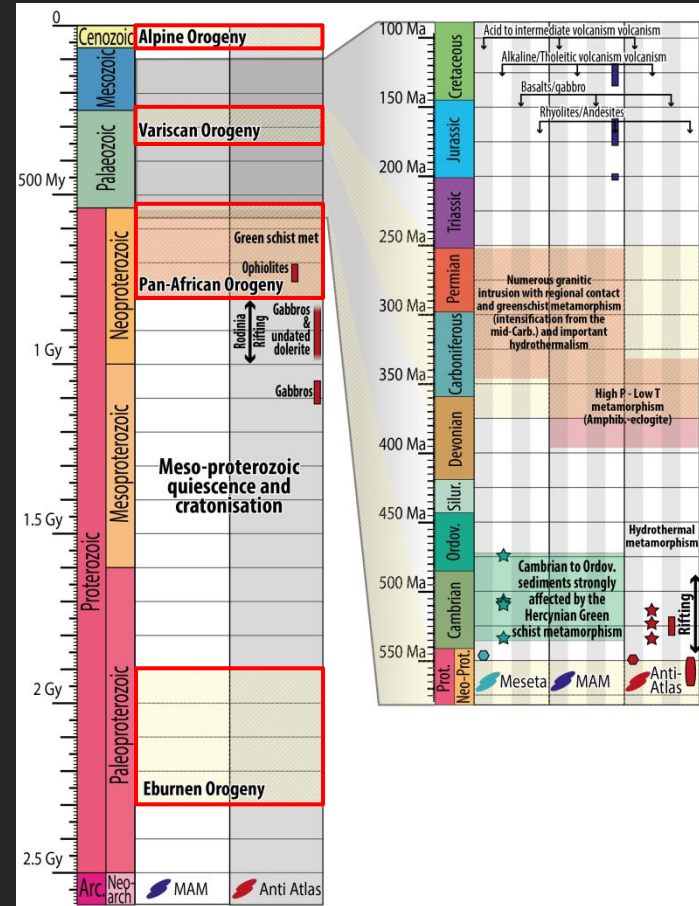 0
Cenozoic
Alpine Orogeny
Mesozoic
Palaeozoic
Variscan Orogeny
500 My
Proterozoic
Neoproterozoic
Green schist met
Ophiolites
Pan-African Orogeny
Rodinia
Rifting
Gabbros
&
undated
dolerite
1 Gy
Gabbros
Mesoproterozoic
Meso-proterozoic
quiescence and
cratonisation
1.5 Gy
Paleoproterozoic
2 Gy
Eburnen Orogeny
2.5 Gy
Arc.
Neo-
arch
MAM
Anti Atlas
100 Ma
Cretaceous
Acid to intermediate volcanism volcanism
Alkaline/Tholeitic volcanism volcanism
Basalts/gabbro
150 Ma
Rhyolites/Andesites
Jurassic
200 Ma
Triassic
250 Ma
Permian
Numerous granitic
intrusion with regional contact
and greenschist metamorphism
(intensification from the
mid-Carb.) and important
hydrothermalism
300 Ma
Carboniferous
350 Ma
High P - Low T
metamorphism
(Amphib.-eclogite)
Devonian
400 Ma
Silur.
450 Ma
Ordov.
Hydrothermal
metamorphism
Cambrian to Ordov.
sediments strongly
affected by the
Hercynian Green
schist metamorphism
500 Ma
Cambrian
Rifting
550 Ma
Prot.
Neo-Prot.
Meseta
MAM
Anti-
Atlas